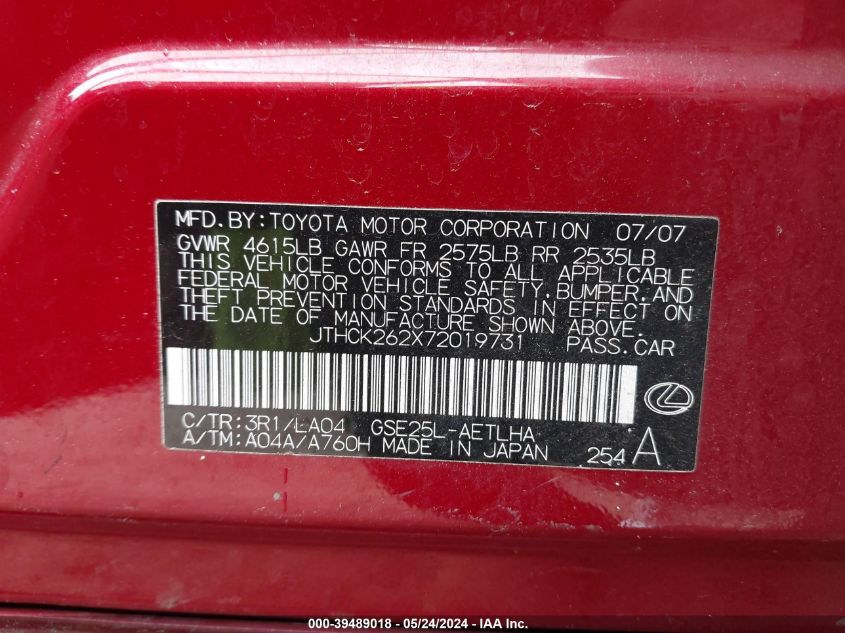 MFD.BY:TOYOTA MOTOR CORPORATION 07/07
GVWR 4615LB GAWR FR 2575LB RR 2535LB
THIS VEHICLE CONFORMS TO ALL APPLICABLE
FEDERAL MOTOR VEHICLE SAFETY,BUMPER,AND
THEFT PREVENTION STANDARDS IN EFFECT ON
THE DATE OF MANUFACTURE SHOWN ABOVE.
JTHCK262X72019731 PASS.CAR
C/TR:3R1/LA04 GSE25L-AETLHA
A/TM:A04A/A760H MADE IN JAPAN 254 A
000-39489018 - 05/24/2024 - IAA Inc.